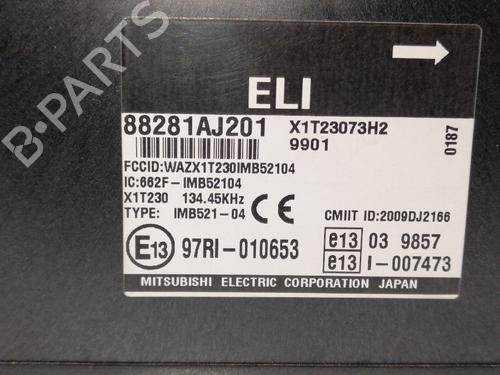 ELI
88281AJ201 X1T23073H2
9901
0187
FCCID:WAZX1T230IMB52104
IC:662F-IMB52104
X1T230 134.45KHz
TYPE: IMB521-04 CE CMIIT ID:2009DJ2166
E13 97RI-010653 e13 03 9857
e13 I-007473
MITSUBISHI ELECTRIC CORPORATION JAPAN
B-PARTS